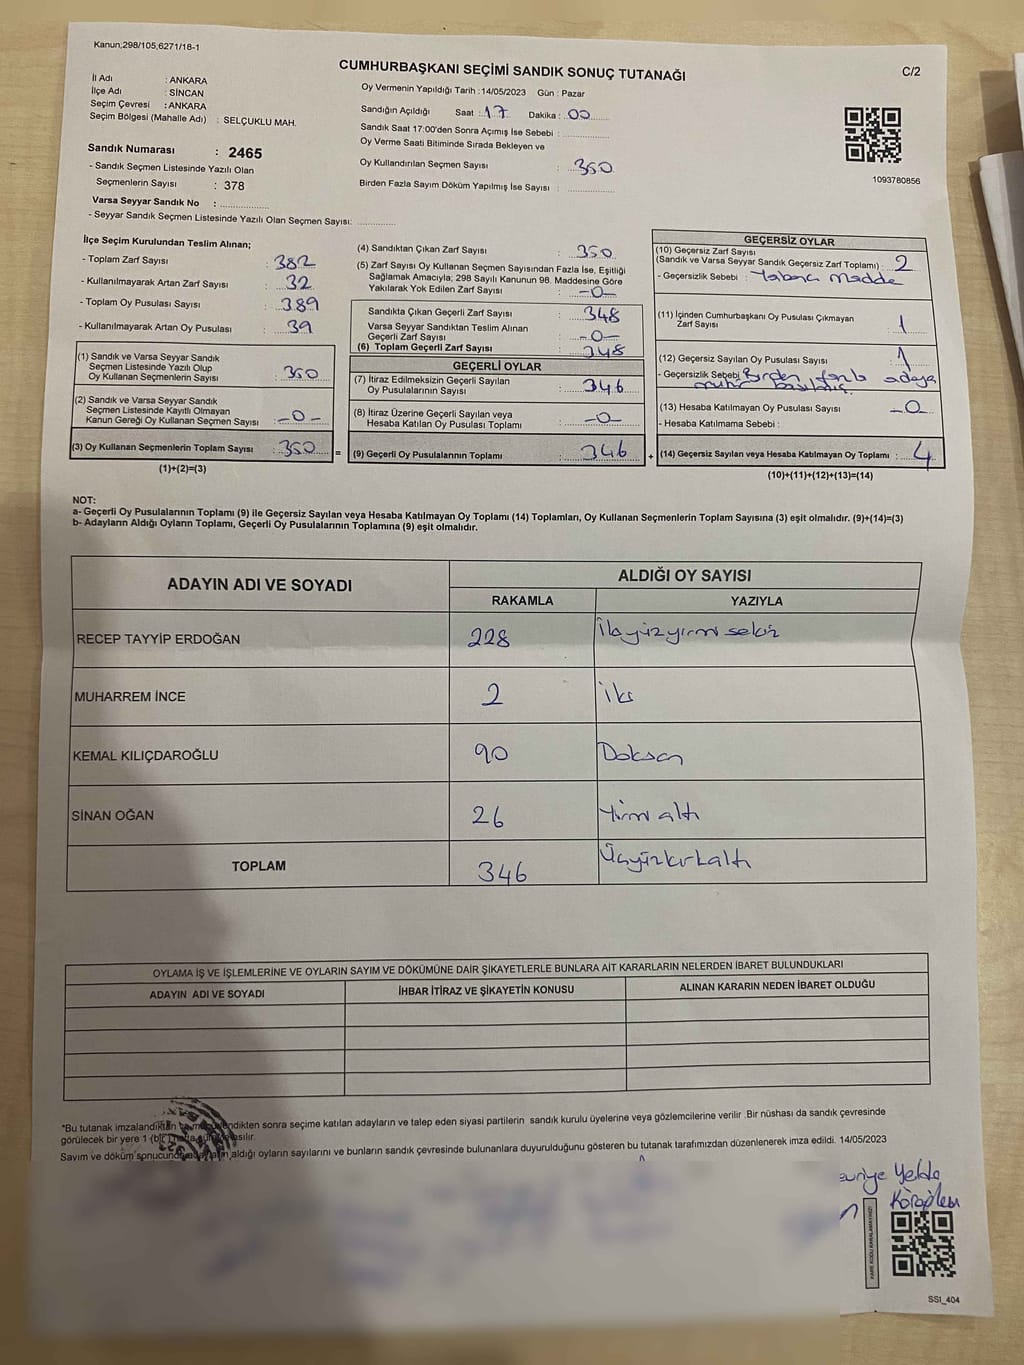 Kanun;298/105,6271/18-1
CUMHURBAŞKANI SEÇİMİ SANDIK SONUÇ TUTANAĞI
C/2
İl Adı : ANKARA
İlçe Adı : SİNCAN
Seçim Çevresi : ANKARA
Seçim Bölgesi (Mahalle Adı) : SELÇUKLU MAH.
Sandık Numarası : 2465
- Sandık Seçmen Listesinde Yazılı Olan
Seçmenlerin Sayısı : 378
Varsa Seyyar Sandık No : ..............
- Seyyar Sandık Seçmen Listesinde Yazılı Olan Seçmen Sayısı: ............
Oy Vermenin Yapıldığı Tarih : 14/05/2023 Gün : Pazar
Sandığın Açıldığı Saat : 17 Dakika : 00
Sandık Saat 17:00'den Sonra Açımış İse Sebebi : ..............
Oy Verme Saati Bitiminde Sırada Bekleyen ve
Oy Kullandırılan Seçmen Sayısı : 350
Birden Fazla Sayım Döküm Yapılmış İse Sayısı : ..............
1093780856
İlçe Seçim Kurulundan Teslim Alınan;
- Toplam Zarf Sayısı : 382
- Kullanılmayarak Artan Zarf Sayısı : 32
- Toplam Oy Pusulası Sayısı : 389
- Kullanılmayarak Artan Oy Pusulası : 39
(1) Sandık ve Varsa Seyyar Sandık
Seçmen Listesinde Yazılı Olup
Oy Kullanan Seçmenlerin Sayısı : 350
(2) Sandık ve Varsa Seyyar Sandık
Seçmen Listesinde Kayıtlı Olmayan
Kanun Gereği Oy Kullanan Seçmen Sayısı : -0-
(3) Oy Kullanan Seçmenlerin Toplam Sayısı : 350
(1)+(2)=(3)
=
(4) Sandıktan Çıkan Zarf Sayısı : 350
(5) Zarf Sayısı Oy Kullanan Seçmen Sayısından Fazla İse, Eşitliği
Sağlamak Amacıyla; 298 Sayılı Kanunun 98. Maddesine Göre
Yakılarak Yok Edilen Zarf Sayısı : -0-
Sandıkta Çıkan Geçerli Zarf Sayısı : 348
Varsa Seyyar Sandıktan Teslim Alınan
Geçerli Zarf Sayısı : -0-
(6) Toplam Geçerli Zarf Sayısı : 348
GEÇERLİ OYLAR
(7) İtiraz Edilmeksizin Geçerli Sayılan
Oy Pusulalarının Sayısı : 346
(8) İtiraz Üzerine Geçerli Sayılan veya
Hesaba Katılan Oy Pusulası Toplamı : -0-
(9) Geçerli Oy Pusulalarının Toplamı : 346
+
GEÇERSİZ OYLAR
(10) Geçersiz Zarf Sayısı
(Sandık ve Varsa Seyyar Sandık Geçersiz Zarf Toplamı) : 2
- Geçersizlik Sebebi : Yabancı madde
(11) İçinden Cumhurbaşkanı Oy Pusulası Çıkmayan
Zarf Sayısı : 1
(12) Geçersiz Sayılan Oy Pusulası Sayısı : 1
- Geçersizlik Sebebi : Birden fazla adaya
mühür basılmış.
(13) Hesaba Katılmayan Oy Pusulası Sayısı : -0
- Hesaba Katılmama Sebebi :
(14) Geçersiz Sayılan veya Hesaba Katılmayan Oy Toplamı : 4
(10)+(11)+(12)+(13)=(14)
NOT:
a- Geçerli Oy Pusulalarının Toplamı (9) ile Geçersiz Sayılan veya Hesaba Katılmayan Oy Toplamı (14) Toplamları, Oy Kullanan Seçmenlerin Toplam Sayısına (3) eşit olmalıdır. (9)+(14)=(3)
b- Adayların Aldığı Oyların Toplamı, Geçerli Oy Pusulalarının Toplamına (9) eşit olmalıdır.
ADAYIN ADI VE SOYADI
ALDIĞI OY SAYISI
RAKAMLA YAZIYLA
RECEP TAYYİP ERDOĞAN 228 İkiyüzyirmi sekiz
MUHARREM İNCE 2 iki
KEMAL KILIÇDAROĞLU 90 Doksan
SİNAN OĞAN 26 Yirmi altı
TOPLAM 346 Üçyüzkırkaltı
OYLAMA İŞ VE İŞLEMLERİNE VE OYLARIN SAYIM VE DÖKÜMÜNE DAİR ŞİKAYETLERLE BUNLARA AİT KARARLARIN NELERDEN İBARET BULUNDUKLARI
ADAYIN ADI VE SOYADI İHBAR İTİRAZ VE ŞİKAYETİN KONUSU ALINAN KARARIN NEDEN İBARET OLDUĞU
*Bu tutanak imzalandıktan ve mühürlendikten sonra seçime katılan adayların ve talep eden siyasi partilerin sandık kurulu üyelerine veya gözlemcilerine verilir .Bir nüshası da sandık çevresinde
görülecek bir yere 1 (bir) hafta süreyle asılır.
Sayım ve döküm sonucunda adayların aldığı oyların sayılarını ve bunların sandık çevresinde bulunanlara duyurulduğunu gösteren bu tutanak tarafımızdan düzenlenerek imza edildi. 14/05/2023
Yelda
KARE KODU KARALAMAYINIZ!
SSI_404